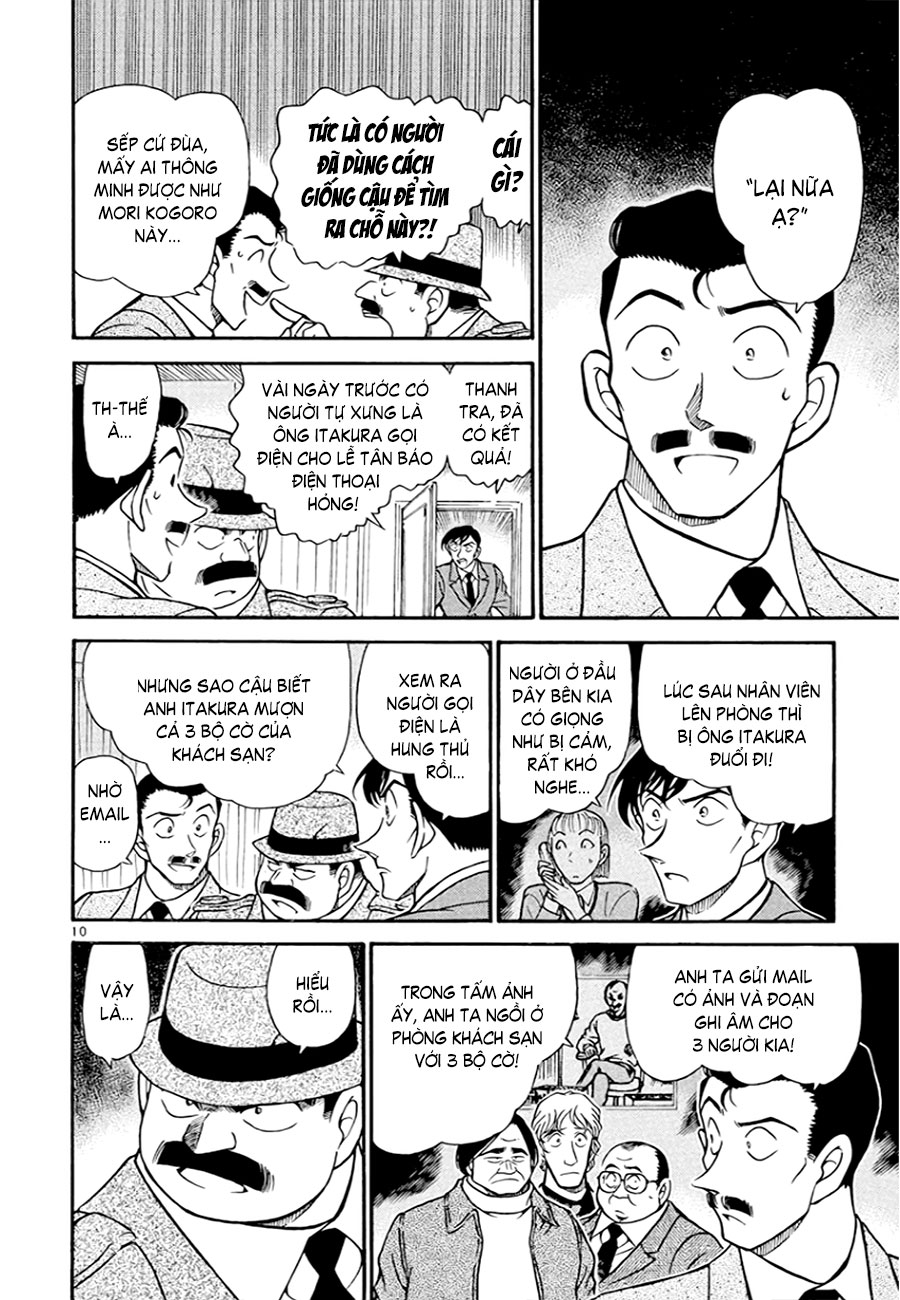 "LẠI NỮA
Ạ?"
CÁI
GÌ?
TỨC LÀ CÓ NGƯỜI
ĐÃ DÙNG CÁCH
GIỐNG CẬU ĐỂ TÌM
RA CHỖ NÀY?!
SẾP CỨ ĐÙA,
MẤY AI THÔNG
MINH ĐƯỢC NHƯ
MORI KOGORO
NÀY...
THANH
TRA, ĐÃ
CÓ KẾT
QUẢ!
VÀI NGÀY TRƯỚC CÓ
NGƯỜI TỰ XƯNG LÀ
ÔNG ITAKURA GỌI
ĐIỆN CHO LỄ TÂN BÁO
ĐIỆN THOẠI
HỎNG!
TH-THẾ
À...
LÚC SAU NHÂN VIÊN
LÊN PHÒNG THÌ
BỊ ÔNG ITAKURA
ĐUỔI ĐI!
NGƯỜI Ở ĐẦU
DÂY BÊN KIA
CÓ GIỌNG
NHƯ BỊ CẢM,
RẤT KHÓ
NGHE...
XEM RA
NGƯỜI GỌI
ĐIỆN LÀ
HUNG THỦ
RỒI...
NHƯNG SAO CẬU BIẾT
ANH ITAKURA MƯỢN
CẢ 3 BỘ CỜ CỦA
KHÁCH SẠN?
NHỜ
EMAIL
...
10
ANH TA GỬI MAIL
CÓ ẢNH VÀ ĐOẠN
GHI ÂM CHO
3 NGƯỜI KIA!
TRONG TẤM ẢNH
ẤY, ANH TA NGỒI Ở
PHÒNG KHÁCH SẠN
VỚI 3 BỘ CỜ!
HIỂU
RỒI...
VẬY
LÀ...